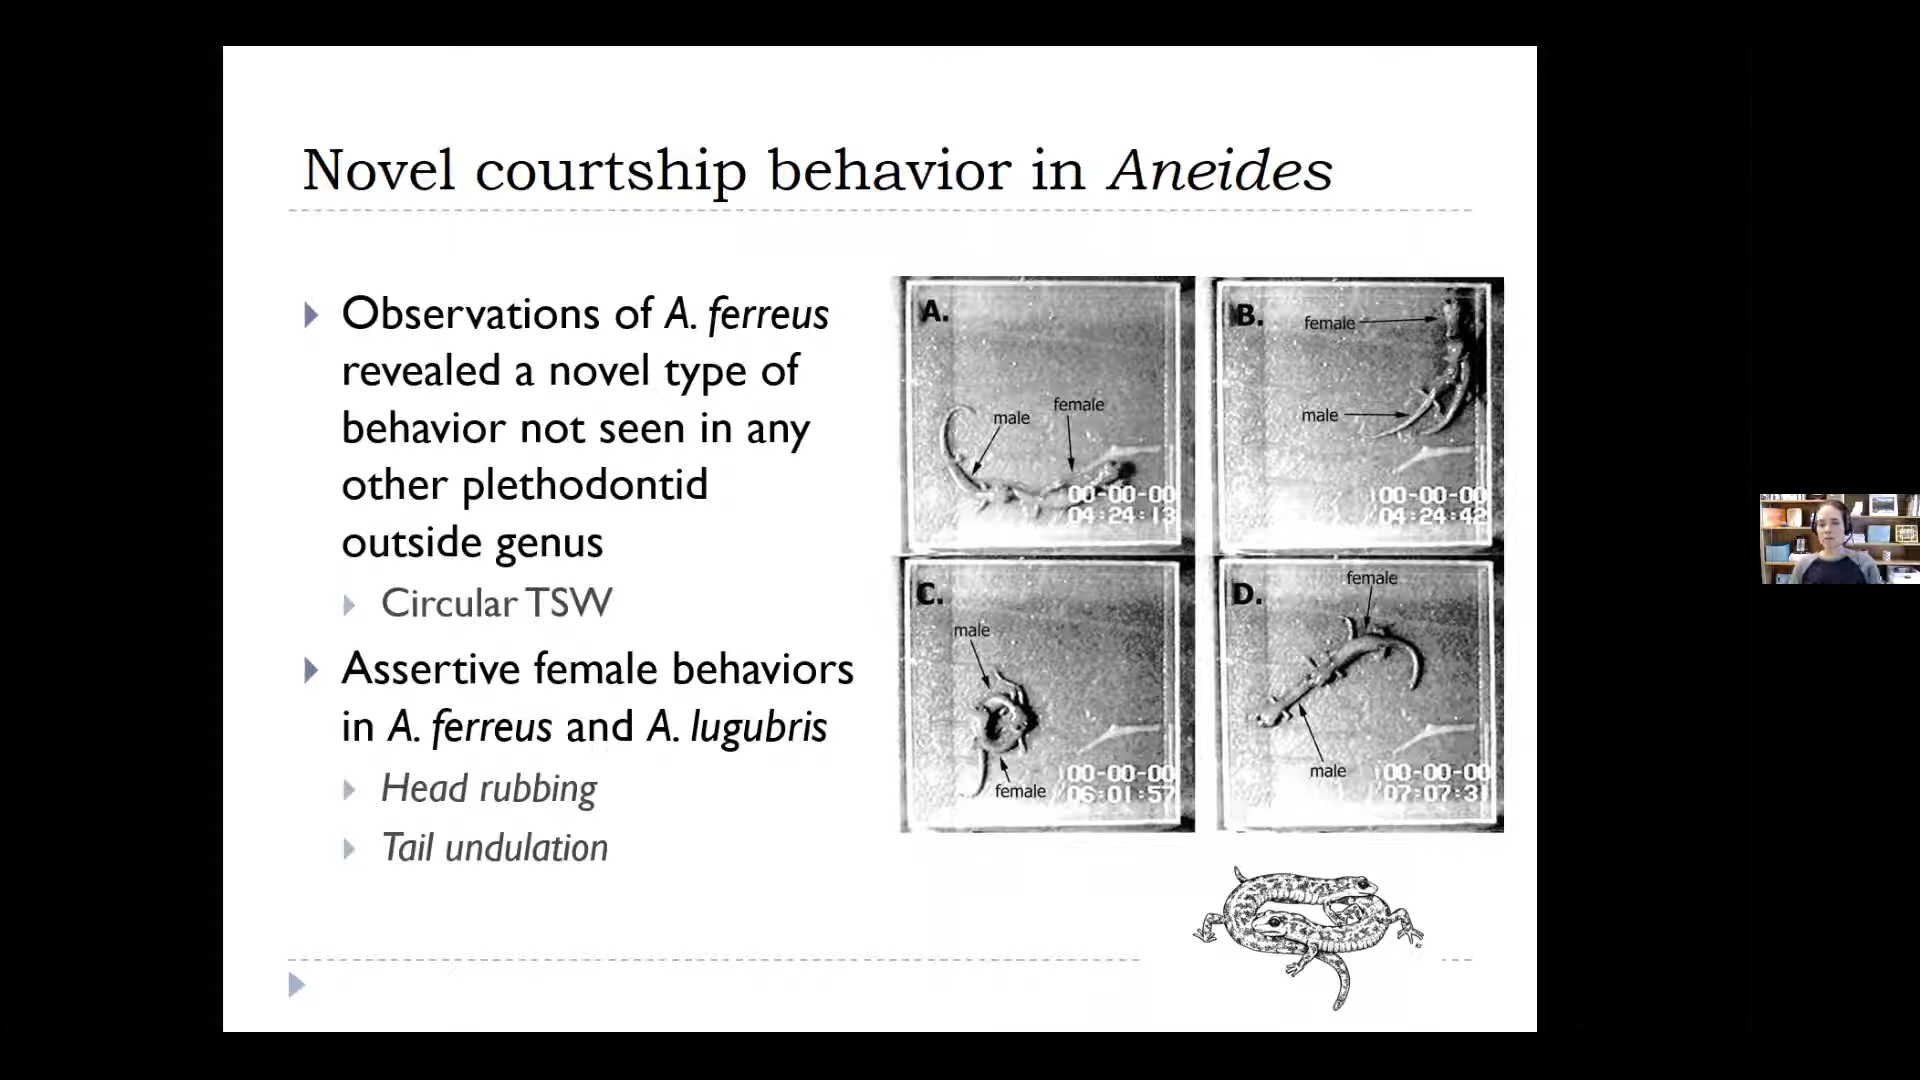 Novel courtship behavior in Aneides
Observations of A. ferreus
revealed a novel type of
behavior not seen in any
other plethodontid
outside genus
Circular TSW
Assertive female behaviors
in A. ferreus and A. lugubris
Head rubbing
Tail undulation
A.
male
female
00-00-00
04:24:13
B.
female
male
00-00-00
04:24:42
C.
male
female
00-00-00
06:01:57
D.
female
male
00-00-00
07:07:31